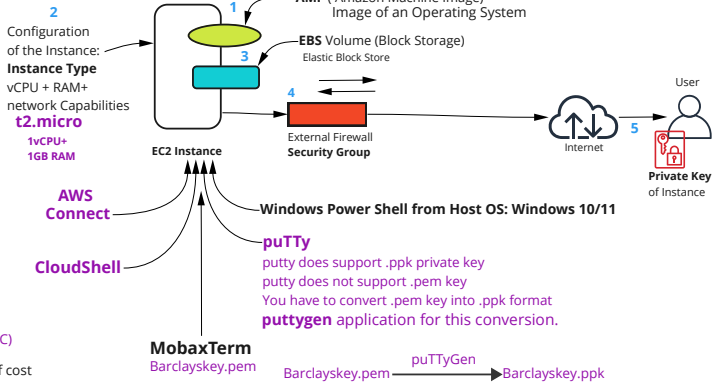 2
Configuration
of the Instance:
Instance Type
vCPU + RAM+
network Capabilities
t2.micro
1vCPU+
1GB RAM
1
Image of an Operating System
EBS Volume (Block Storage)
Elastic Block Store
3
4
External Firewall
Security Group
EC2 Instance
Internet
5
User
Private Key
of Instance
AWS
Connect
CloudShell
Windows Power Shell from Host OS: Windows 10/11
puTTy
putty does support .ppk private key
putty does not support .pem key
You have to convert .pem key into .ppk format
puttygen application for this conversion.
MobaxTerm
Barclayskey.pem
C)
f cost
puTTyGen
Barclayskey.pem
Barclayskey.ppk